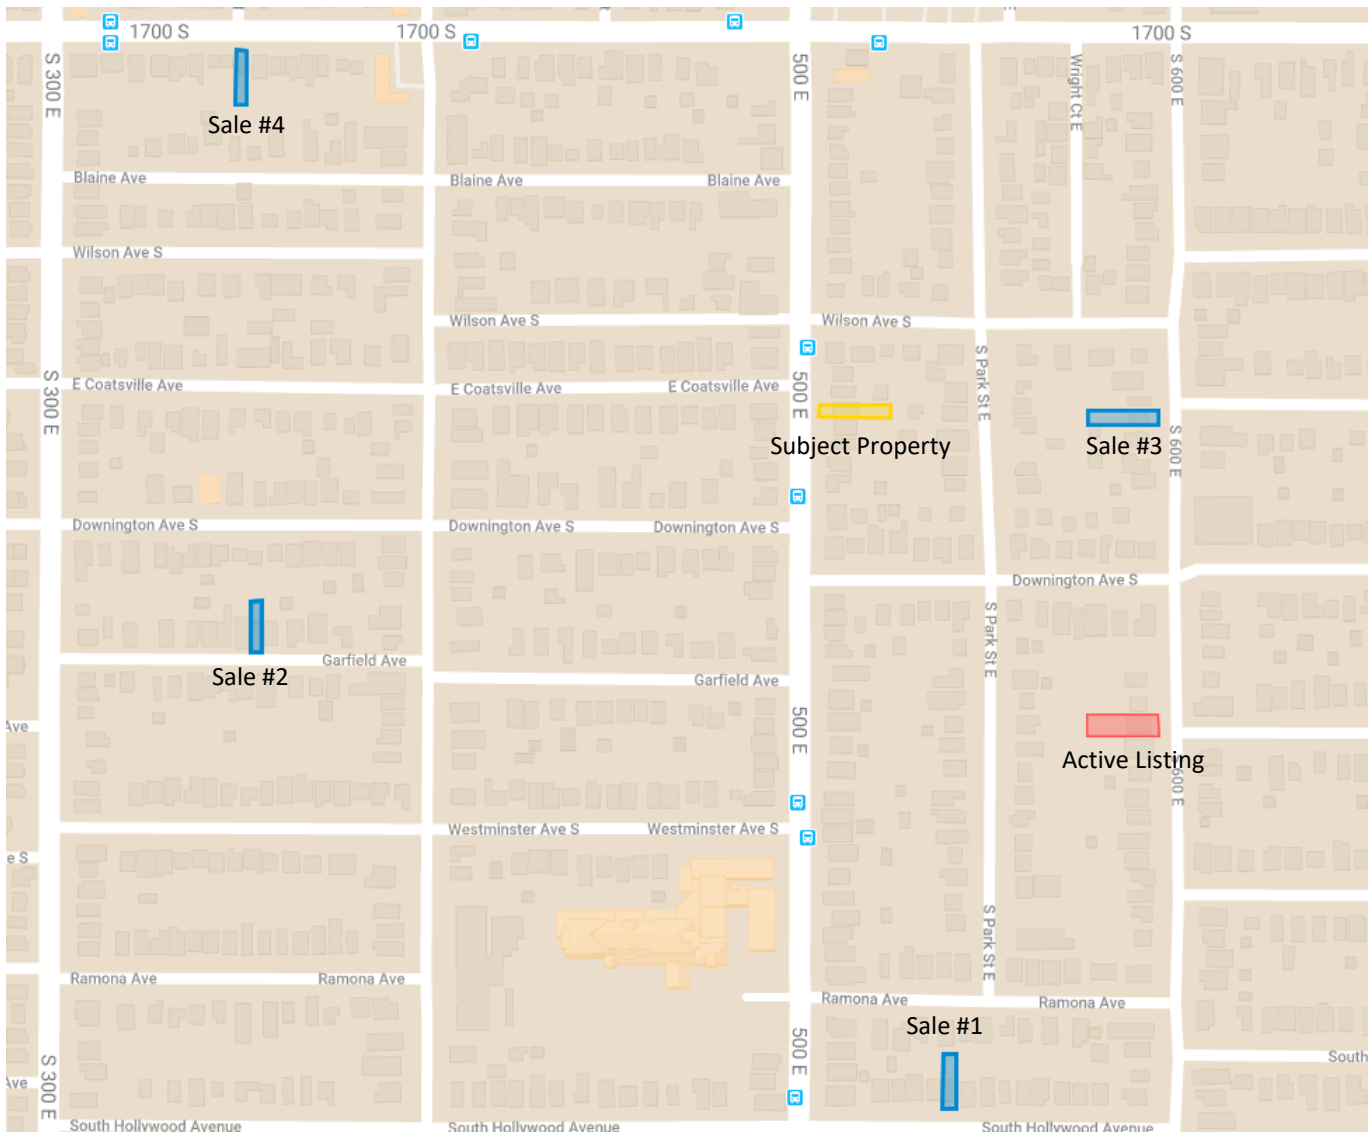 1700 S
1700 S
1700 S
S 300 E
500 E
Wright Ct E
S 600 E
Sale #4
Blaine Ave
Blaine Ave
Blaine Ave
Wilson Ave S
Wilson Ave S
Wilson Ave S
S 300 E
E Coatsville Ave
E Coatsville Ave
E Coatsville Ave
500 E
S Park St E
Subject Property
Sale #3
S 600 E
Downington Ave S
Downington Ave S
Downington Ave S
Downington Ave S
S Park St E
Garfield Ave
Sale #2
Garfield Ave
Ave
500 E
Active Listing
600 E
Westminster Ave S
Westminster Ave S
e S
S Park St E
Ramona Ave
Ramona Ave
Ramona Ave
Ramona Ave
Sale #1
S 300 E
500 E
South
Ave
South Hollywood Avenue
South Hollywood Avenue
South Hollywood Avenue